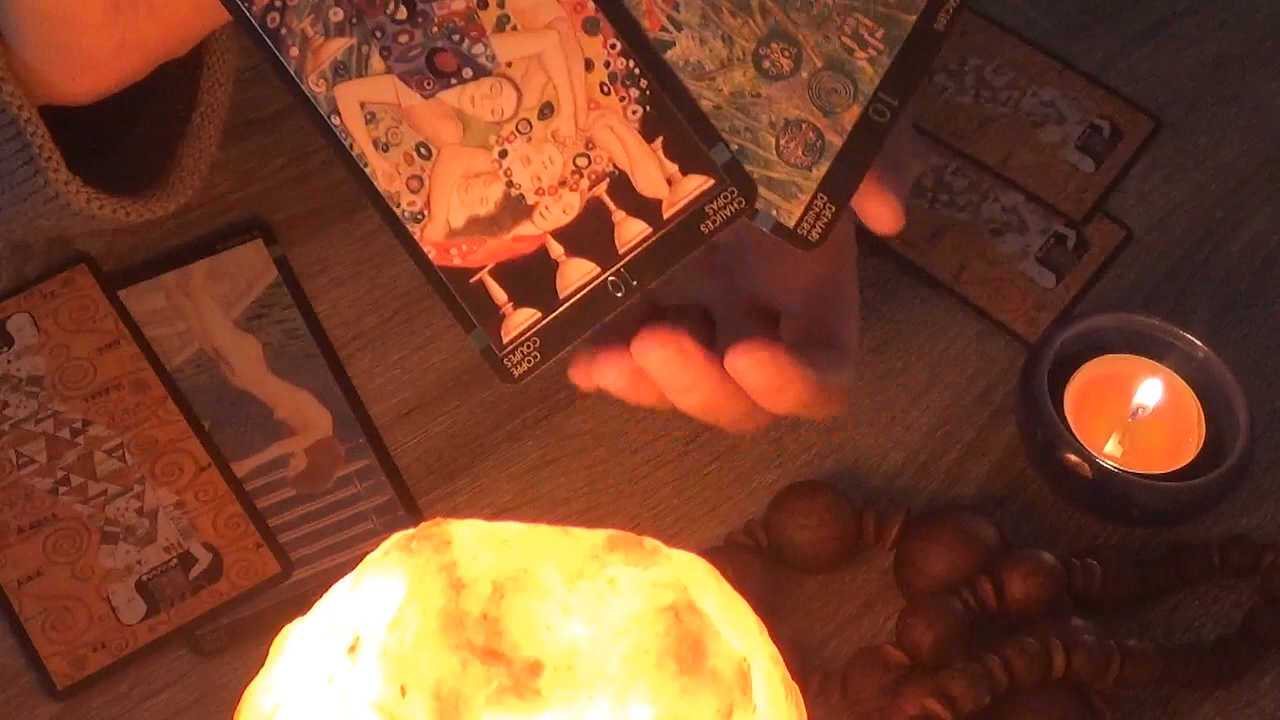 CHALICES
COPAS
10
COPPE
COUPES
DENARI
DENIERS
10